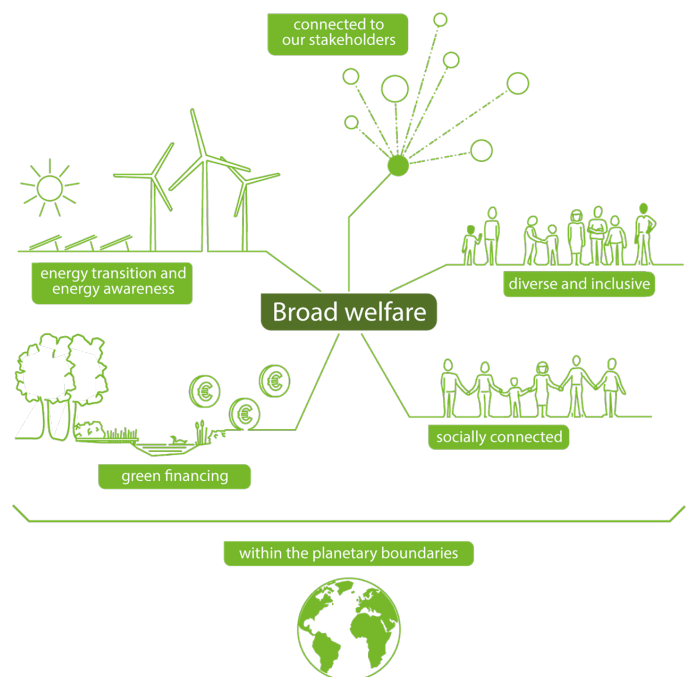 connected to
our stakeholders
energy transition and
energy awareness
diverse and inclusive
Broad welfare
€
€
€
socially connected
green financing
within the planetary boundaries